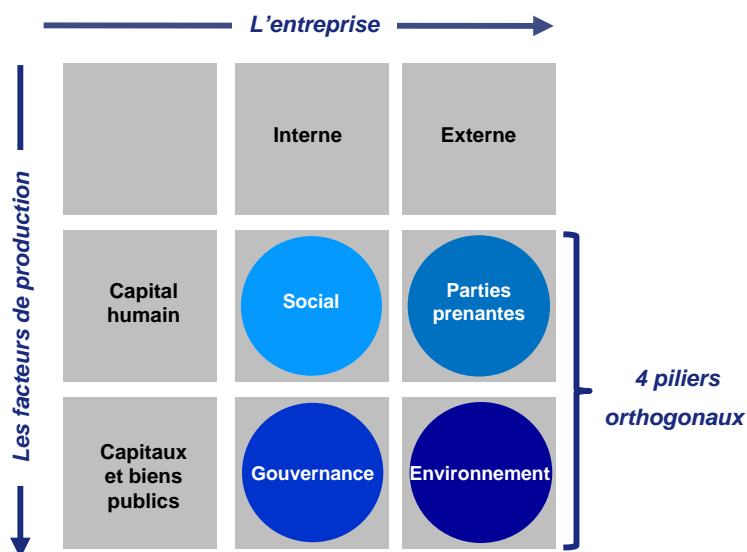 L'entreprise
Les facteurs de production
Interne
Externe
Capital
humain
Social
Parties
prenantes
4 piliers
orthogonaux
Capitaux
et biens
publics
Gouvernance
Environnement